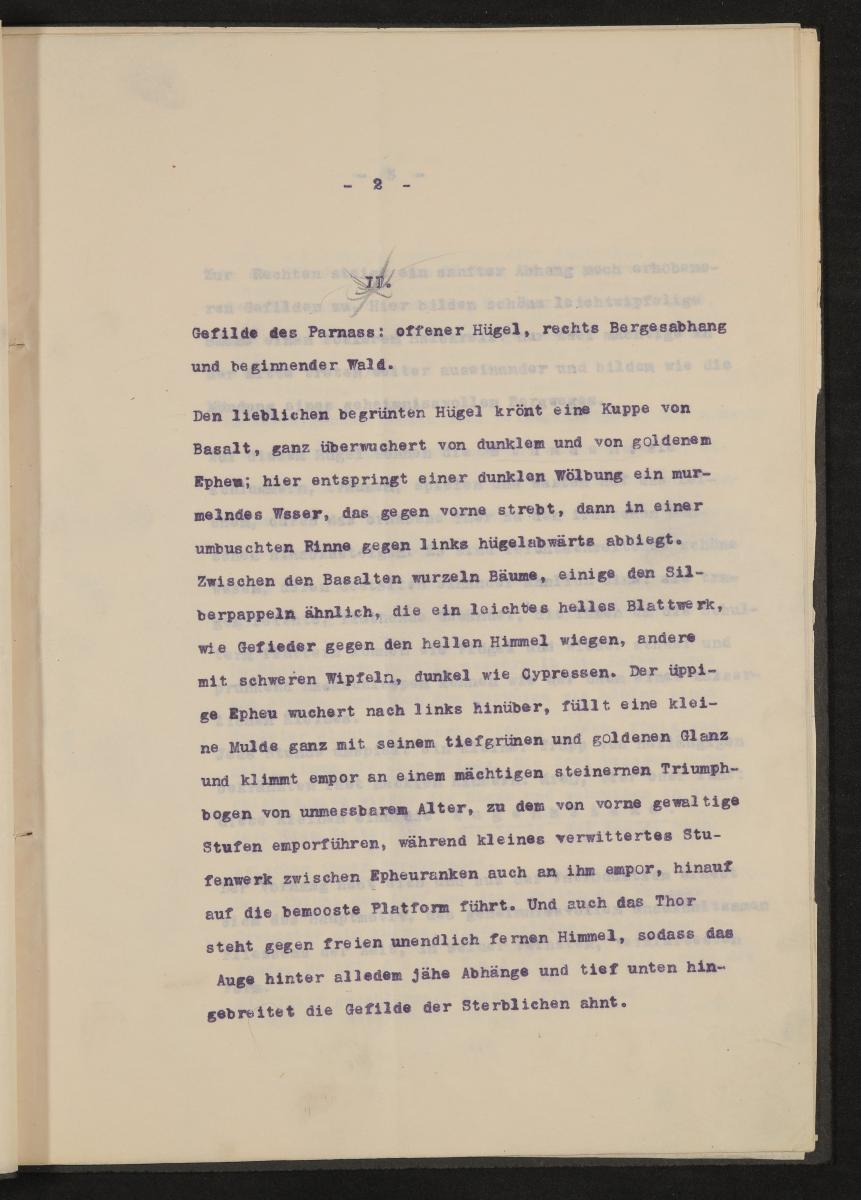 - 2 -
II.
Gefilde des Parnass: offener Hügel, rechts Bergesabhang
und beginnender Wald.
Den lieblichen begrünten Hügel krönt eine Kuppe von
Basalt, ganz überwuchert von dunklem und von goldenem
Epheu; hier entspringt einer dunklen Wölbung ein mur-
melndes Wsser, das gegen vorne strebt, dann in einer
umbuschten Rinne gegen links hügelabwärts abbiegt.
Zwischen den Basalten wurzeln Bäume, einige den Sil-
berpappeln ähnlich, die ein leichtes helles Blattwerk,
wie Gefieder gegen den hellen Himmel wiegen, andere
mit schweren Wipfeln, dunkel wie Cypressen. Der üppi-
ge Epheu wuchert nach links hinüber, füllt eine klei-
ne Mulde ganz mit seinem tiefgrünen und goldenen Glanz
und klimmt empor an einem mächtigen steinernen Triumph-
bogen von unmessbarem Alter, zu dem von vorne gewaltige
Stufen emporführen, während kleines verwittertes Stu-
fenwerk zwischen Epheuranken auch an ihm empor, hinauf
auf die bemooste Platform führt. Und auch das Thor
steht gegen freien unendlich fernen Himmel, sodass das
Auge hinter alledem jähe Abhänge und tief unten hin-
gebreitet die Gefilde der Sterblichen ahnt.